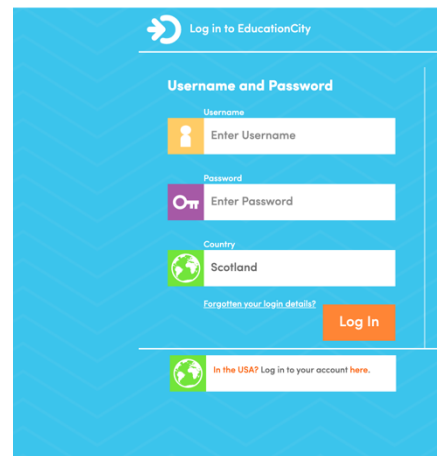 Log in to EducationCity
Username and Password
Username
Enter Username
Password
Enter Password
Country
Scotland
Forgotten your login details?
Log In
In the USA? Log in to your account here.